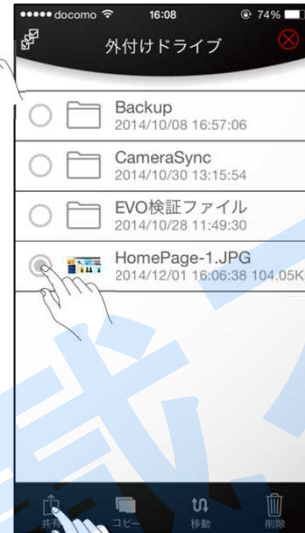 docomo 16:08 74%
外付けドライブ
Backup
2014/10/08 16:57:06
CameraSync
2014/10/30 13:15:54
EVO検証ファイル
2014/10/28 11:49:30
HomePage-1.JPG
2014/12/01 16:06:38 104.05K
共有 コピー 移動 削除